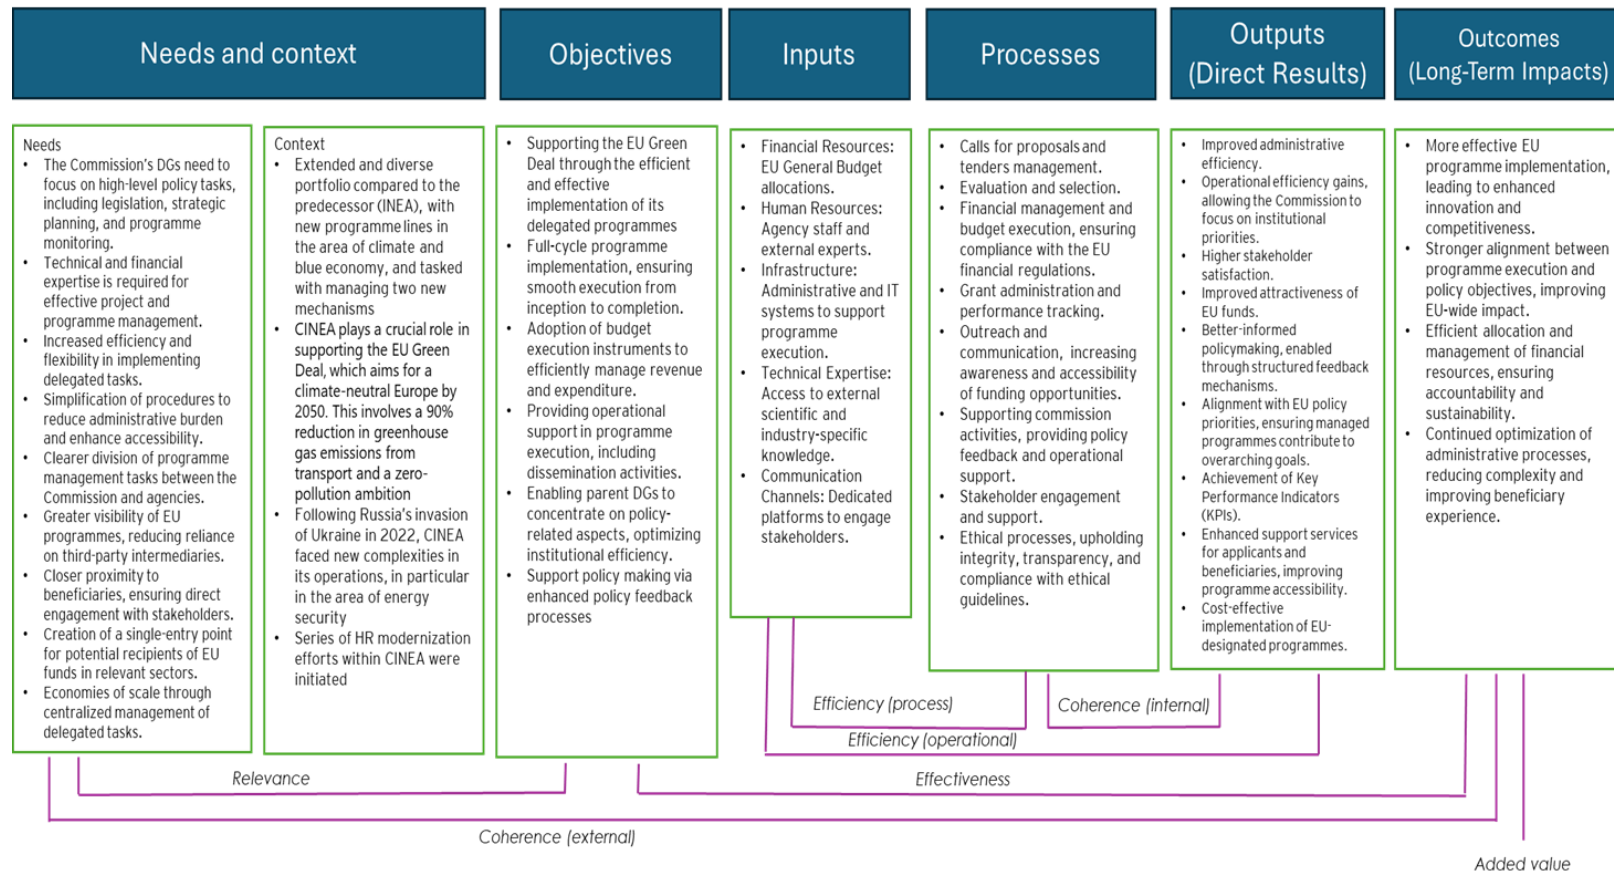 Needs and context
Objectives
Inputs
Processes
Outputs
(Direct Results)
Outcomes
(Long-Term Impacts)
Needs
• The Commission's DGs need to
focus on high-level policy tasks,
including legislation, strategic
planning, and programme
monitoring.
• Technical and financial
expertise is required for
effective project and
programme management.
• Increased efficiency and
flexibility in implementing
delegated tasks.
• Simplification of procedures to
reduce administrative burden
and enhance accessibility.
• Clearer division of programme
management tasks between the
Commission and agencies.
• Greater visibility of EU
programmes, reducing reliance
on third-party intermediaries.
• Closer proximity to
beneficiaries, ensuring direct
engagement with stakeholders.
• Creation of a single-entry point
for potential recipients of EU
funds in relevant sectors.
• Economies of scale through
centralized management of
delegated tasks.
Context
• Extended and diverse
portfolio compared to the
predecessor (INEA), with
new programme lines in
the area of climate and
blue economy, and tasked
with managing two new
mechanisms
• CINEA plays a crucial role in
supporting the EU Green
Deal, which aims for a
climate-neutral Europe by
2050. This involves a 90%
reduction in greenhouse
gas emissions from
transport and a zero-
pollution ambition
• Following Russia's invasion
of Ukraine in 2022, CINEA
faced new complexities in
its operations, in particular
in the area of energy
security
• Series of HR modernization
efforts within CINEA were
initiated
• Supporting the EU Green
Deal through the efficient
and effective
implementation of its
delegated programmes
• Full-cycle programme
implementation, ensuring
smooth execution from
inception to completion.
• Adoption of budget
execution instruments to
efficiently manage revenue
and expenditure.
• Providing operational
support in programme
execution, including
dissemination activities.
• Enabling parent DGs to
concentrate on policy-
related aspects, optimizing
institutional efficiency.
• Support policy making via
enhanced policy feedback
processes
• Financial Resources:
EU General Budget
allocations.
• Human Resources:
Agency staff and
external experts.
• Infrastructure:
Administrative and IT
systems to support
programme
execution.
• Technical Expertise:
Access to external
scientific and
industry-specific
knowledge.
• Communication
Channels: Dedicated
platforms to engage
stakeholders.
• Calls for proposals and
tenders management.
• Evaluation and selection.
• Financial management and
budget execution, ensuring
compliance with the EU
financial regulations.
• Grant administration and
performance tracking.
• Outreach and
communication, increasing
awareness and accessibility
of funding opportunities.
• Supporting commission
activities, providing policy
feedback and operational
support.
• Stakeholder engagement
and support.
• Ethical processes, upholding
integrity, transparency, and
compliance with ethical
guidelines.
• Improved administrative
efficiency.
• Operational efficiency gains,
allowing the Commission to
focus on institutional
priorities.
• Higher stakeholder
satisfaction.
• Improved attractiveness of
EU funds.
• Better-informed
policymaking, enabled
through structured feedback
mechanisms.
• Alignment with EU policy
priorities, ensuring managed
programmes contribute to
overarching goals.
• Achievement of Key
Performance Indicators
(KPIs).
• Enhanced support services
for applicants and
beneficiaries, improving
programme accessibility.
• Cost-effective
implementation of EU-
designated programmes.
• More effective EU
programme implementation,
leading to enhanced
innovation and
competitiveness.
• Stronger alignment between
programme execution and
policy objectives, improving
EU-wide impact.
• Efficient allocation and
management of financial
resources, ensuring
accountability and
sustainability.
• Continued optimization of
administrative processes,
reducing complexity and
improving beneficiary
experience.
Efficiency (process)
Coherence (internal)
Efficiency (operational)
Relevance
Effectiveness
Coherence (external)
Added value